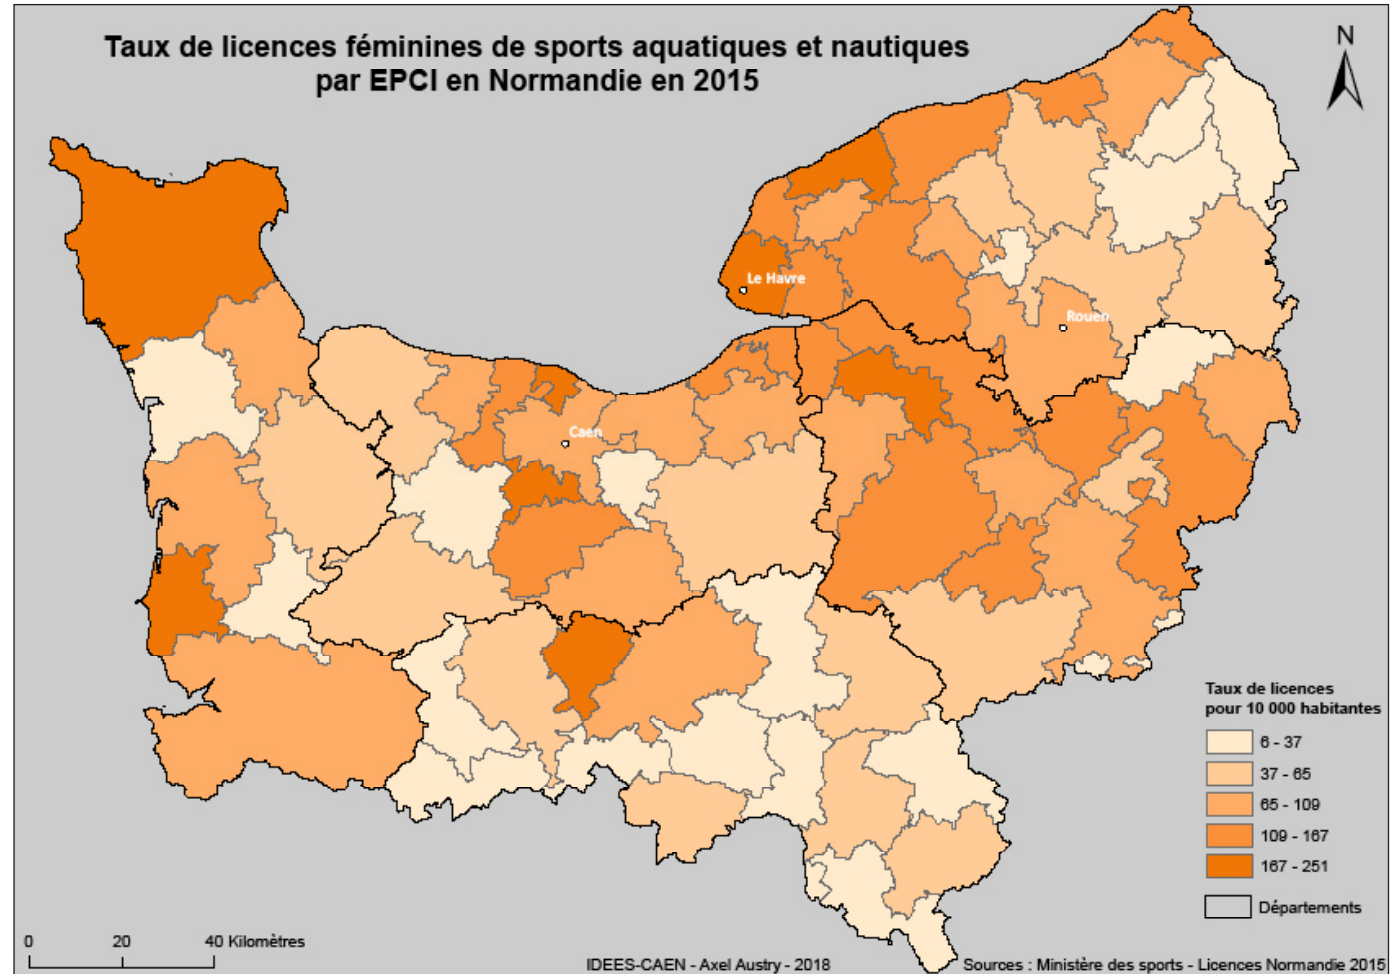 Taux de licences féminines de sports aquatiques et nautiques
par EPCI en Normandie en 2015
N
Le Havre
Rouen
Caen
Taux de licences
pour 10 000 habitantes
6 - 37
37 - 65
65 - 109
109 - 167
167 - 251
Départements
0 20 40 Kilomètres
IDEES-CAEN - Axel Austry - 2018
Sources : Ministère des sports - Licences Normandie 2015